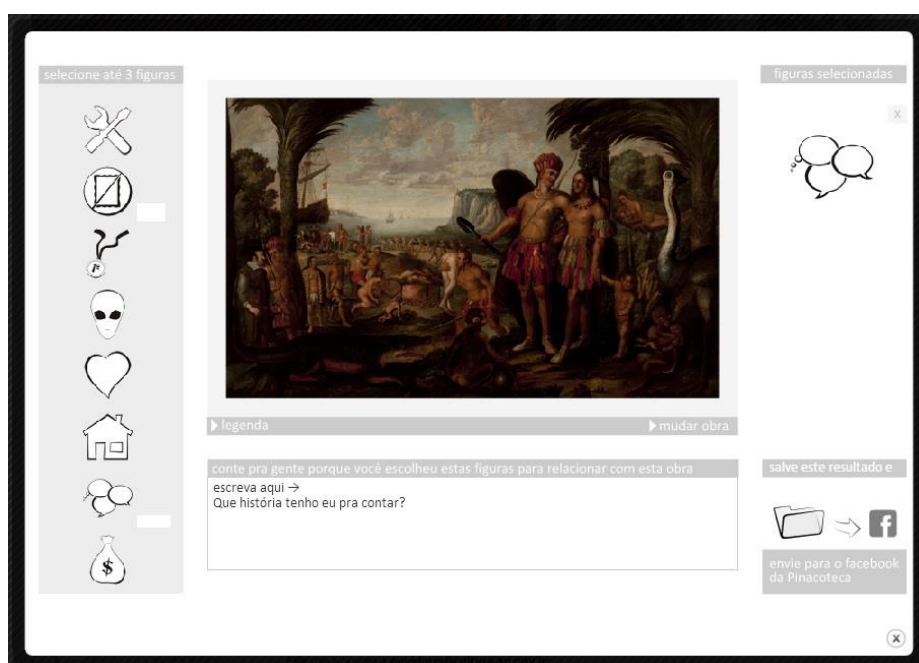 selecione até 3 figuras
figuras selecionadas
X
$
legenda
mudar obra
conte pra gente porque você escolheu estas figuras para relacionar com esta obra
escreva aqui →
Que história tenho eu pra contar?
salve este resultado e
f
envie para o facebook
da Pinacoteca
x